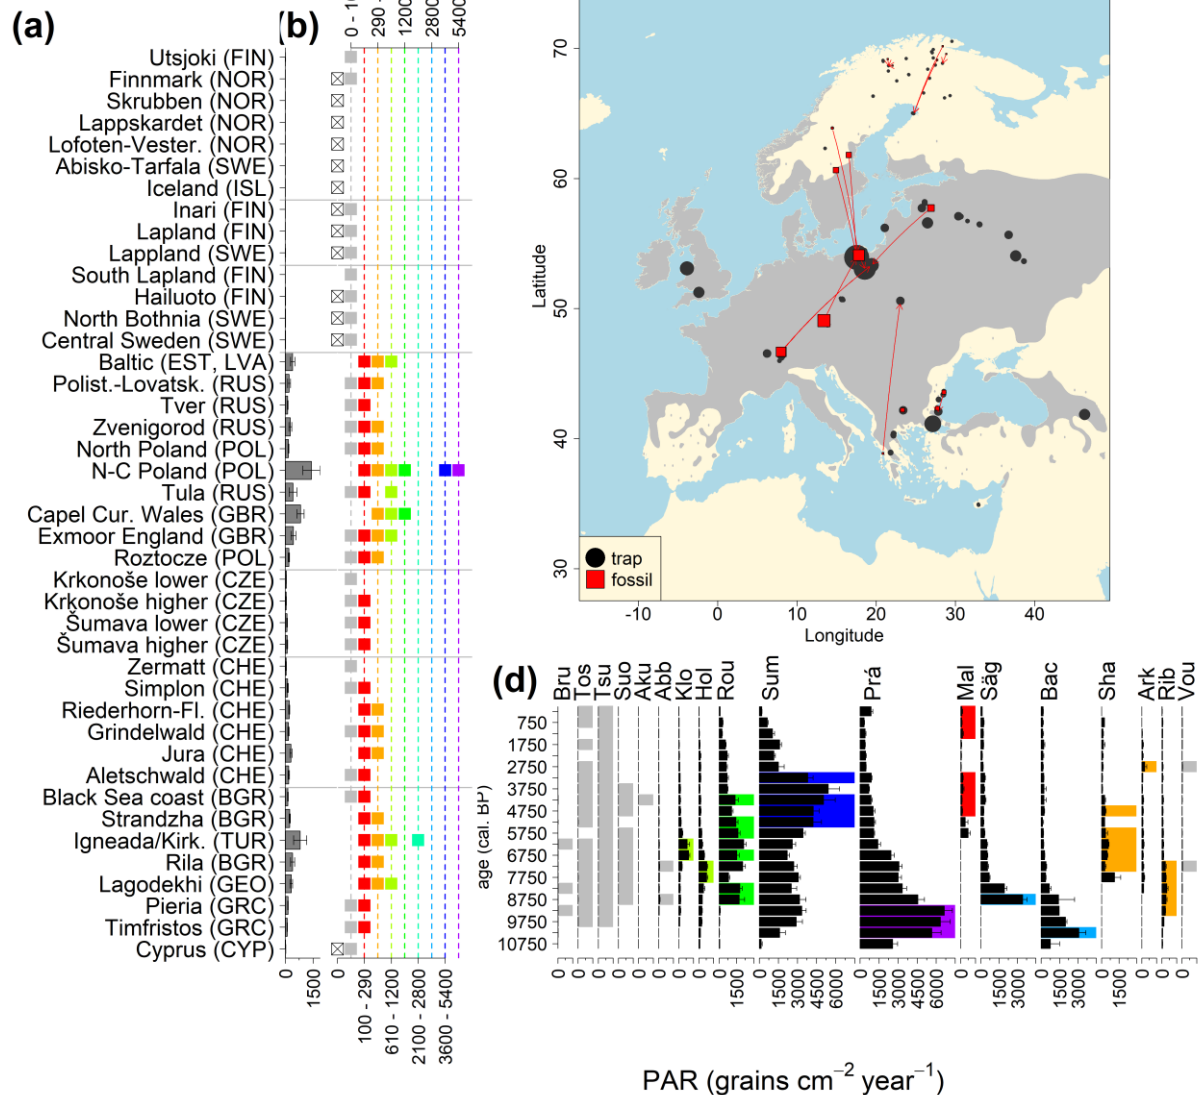 (a)
(b)
0 - 10
290 -
1200
2800
5400
Utsjoki (FIN)
Finnmark (NOR)
Skrubben (NOR)
Lappskardet (NOR)
Lofoten-Vester. (NOR)
Abisko-Tarfala (SWE)
Iceland (ISL)
Inari (FIN)
Lapland (FIN)
Lappland (SWE)
South Lapland (FIN)
Hailuoto (FIN)
North Bothnia (SWE)
Central Sweden (SWE)
Baltic (EST, LVA)
Polist.-Lovatsk. (RUS)
Tver (RUS)
Zvenigorod (RUS)
North Poland (POL)
N-C Poland (POL)
Tula (RUS)
Capel Cur. Wales (GBR)
Exmoor England (GBR)
Roztocze (POL)
Krkonoše lower (CZE)
Krkonoše higher (CZE)
Šumava lower (CZE)
Šumava higher (CZE)
Zermatt (CHE)
Simplon (CHE)
Riederhorn-Fl. (CHE)
Grindelwald (CHE)
Jura (CHE)
Aletschwald (CHE)
Black Sea coast (BGR)
Strandzha (BGR)
Igneada/Kirk. (TUR)
Rila (BGR)
Lagodekhi (GEO)
Pieria (GRC)
Timfristos (GRC)
Cyprus (CYP)
0
1500
0
0
100 - 290
610 - 1200
2100 - 2800
3600 - 5400
70
60
50
40
30
Latitude
trap
fossil
-10 0 10 20 30 40
Longitude
(d)
Bru Tos Tsu Suo Aku Abb Klo Hol Rou Sum Prá Mal Säg Bac Sha Ark Rib Vou
750
1750
2750
3750
4750
5750
6750
7750
8750
9750
10750
age (cal. BP)
0 0 0 0 0 0 0 0 0 1500 0 1500 3000 4500 6000 0 1500 3000 4500 6000 0 0 1500 3000 0 1500 3000 0 1500 0 0 0
PAR (grains cm−2 year−1)